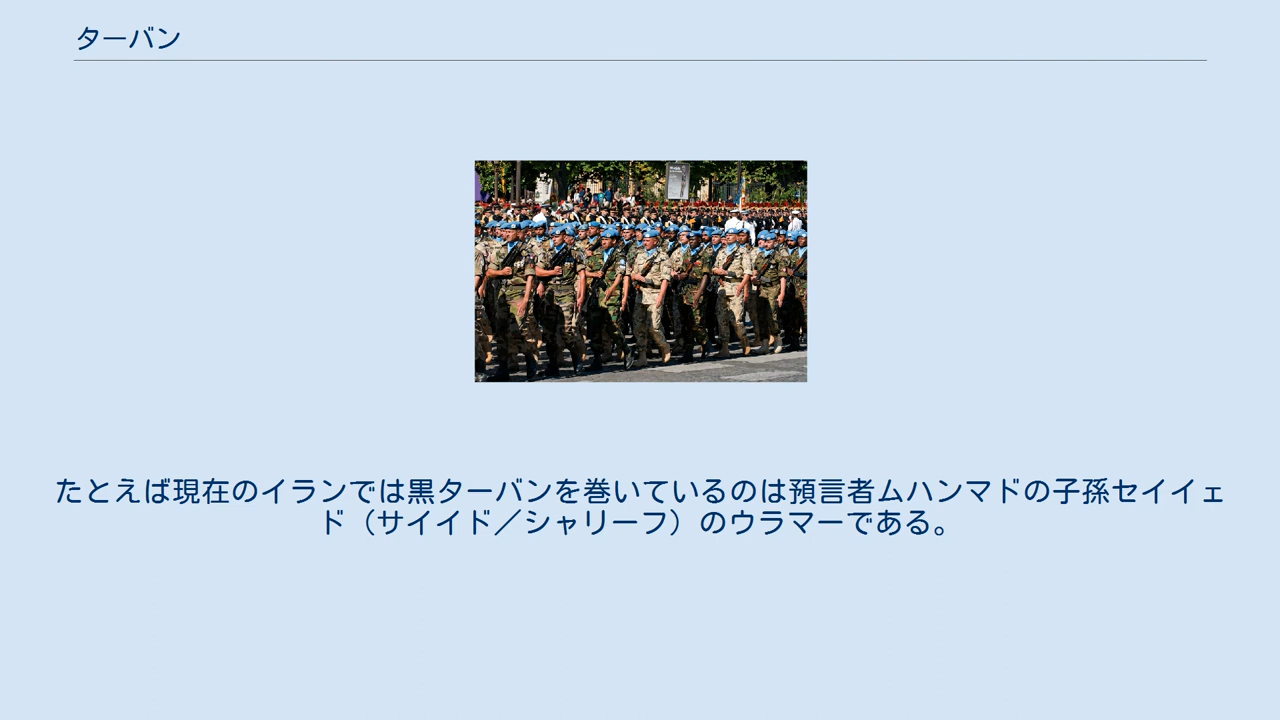 ターバン
たとえば現在のイランでは黒ターバンを巻いているのは預言者ムハンマドの子孫セイイェ
ド（サイイド／シャリーフ）のウラマーである。